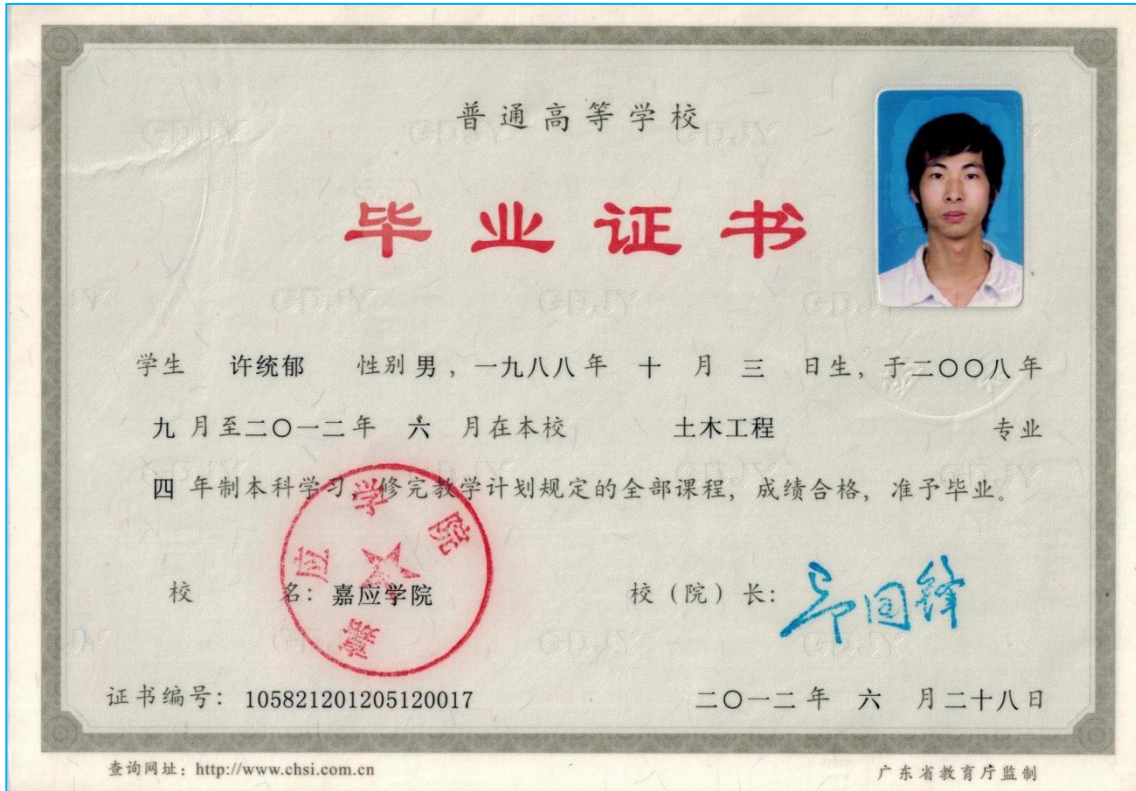 普通高等学校
毕业证书
学生 许统郁 性别 男，一九八八年 十 月 三 日生，于二〇〇八年
九 月至二〇一二年 六 月在本校 土木工程 专业
四 年制本科学习，修完教学计划规定的全部课程，成绩合格，准予毕业。
嘉应学院
校 名：嘉应学院 校（院）长：
证书编号：105821201205120017 二〇一二年 六 月二十八日
查询网址：http://www.chsi.com.cn 广东省教育厅监制